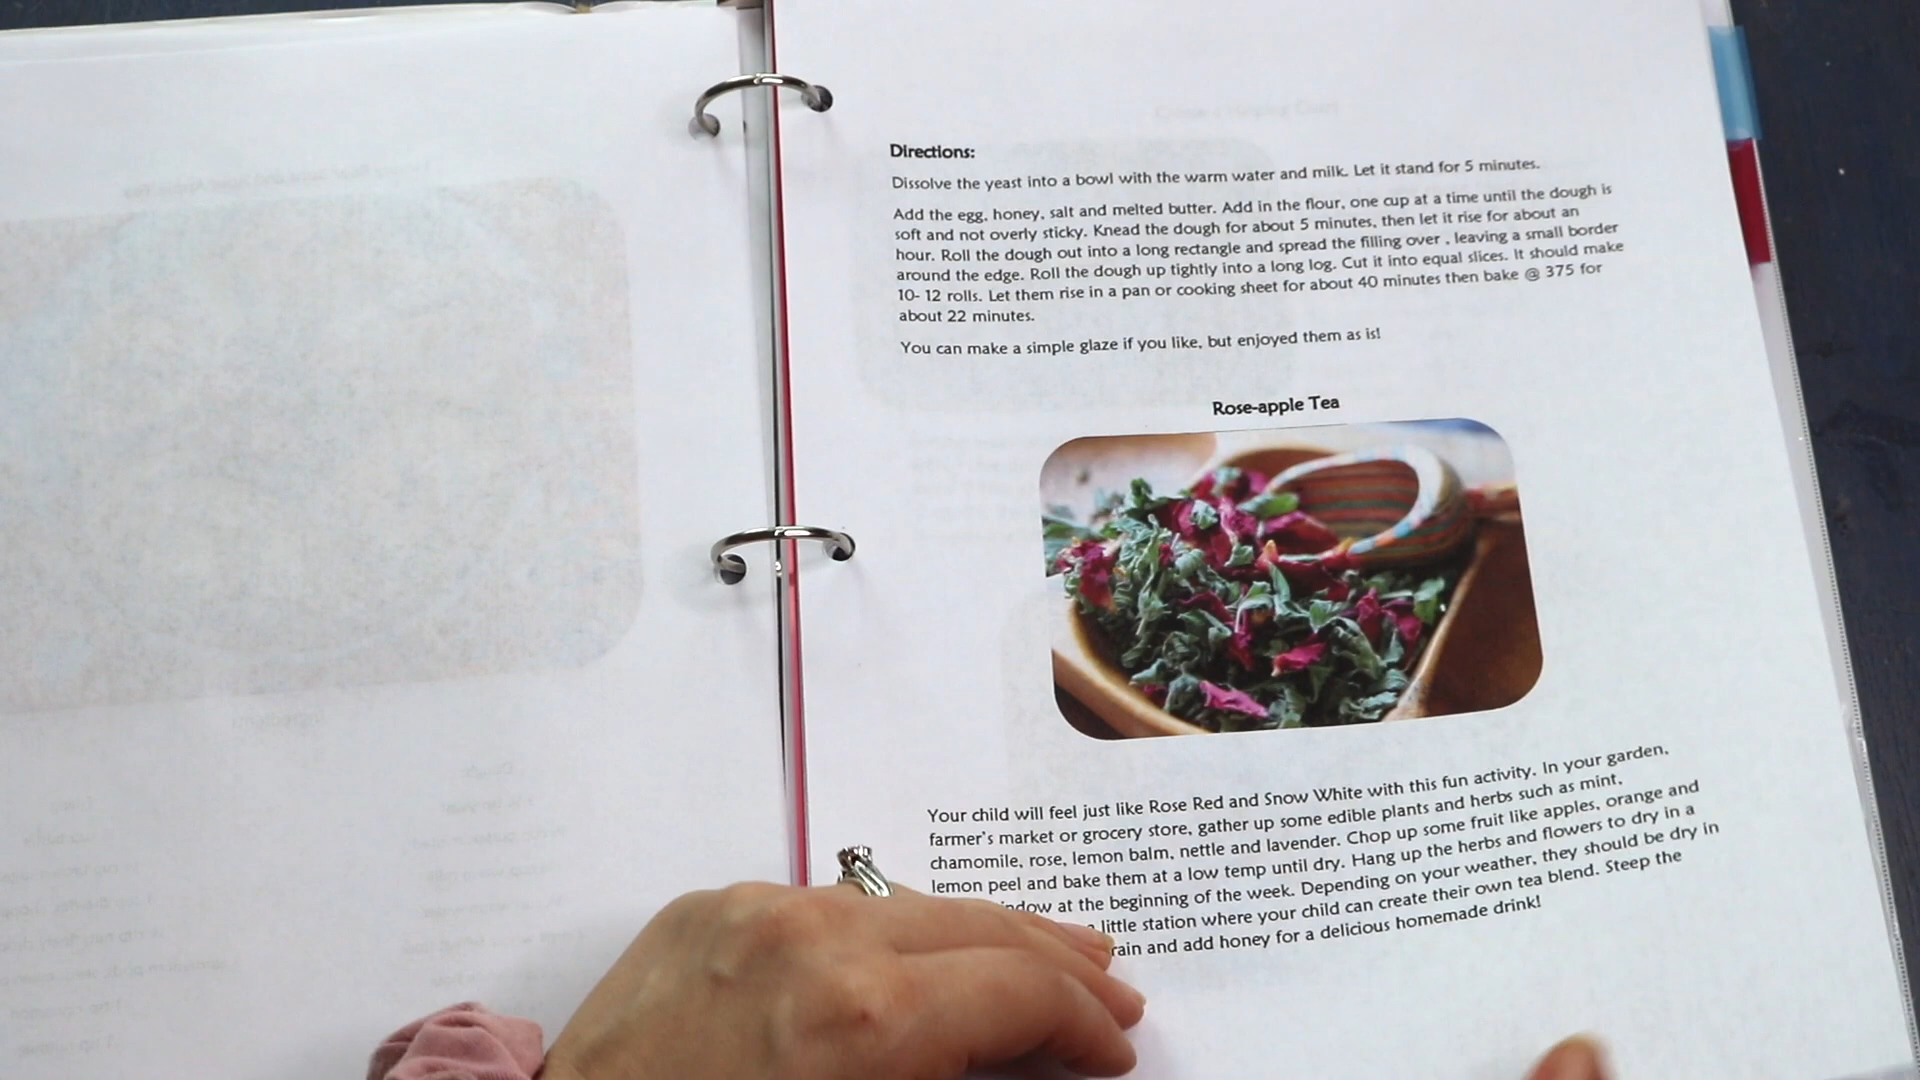 Directions:
Dissolve the yeast into a bowl with the warm water and milk. Let it stand for 5 minutes.
Add the egg, honey, salt and melted butter. Add in the flour, one cup at a time until the dough is
soft and not overly sticky. Knead the dough for about 5 minutes, then let it rise for about an
hour. Roll the dough out into a long rectangle and spread the filling over , leaving a small border
around the edge. Roll the dough up tightly into a long log. Cut it into equal slices. It should make
10- 12 rolls. Let them rise in a pan or cooking sheet for about 40 minutes then bake @ 375 for
about 22 minutes.
You can make a simple glaze if you like, but enjoyed them as is!
Rose-apple Tea
Your child will feel just like Rose Red and Snow White with this fun activity. In your garden,
farmer's market or grocery store, gather up some edible plants and herbs such as mint,
chamomile, rose, lemon balm, nettle and lavender. Chop up some fruit like apples, orange and
lemon peel and bake them at a low temp until dry. Hang up the herbs and flowers to dry in a
at the beginning of the week. Depending on your weather, they should be dry in
little station where your child can create their own tea blend. Steep the
and add honey for a delicious homemade drink!